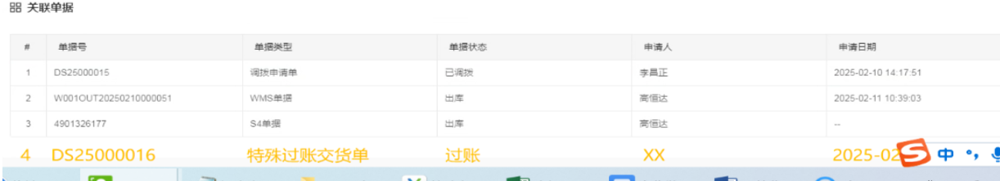 关联单据
# 单据号 单据类型 单据状态 申请人 申请日期
1 DS25000015 调拨申请单 已调拨 李昌正 2025-02-10 14:17:51
2 W001OUT20250210000051 WMS单据 出库 高恒达 2025-02-11 10:39:03
3 4901326177 S4单据 出库 高恒达 --
4 DS25000016 特殊过账交货单 过账 XX 2025-02
中